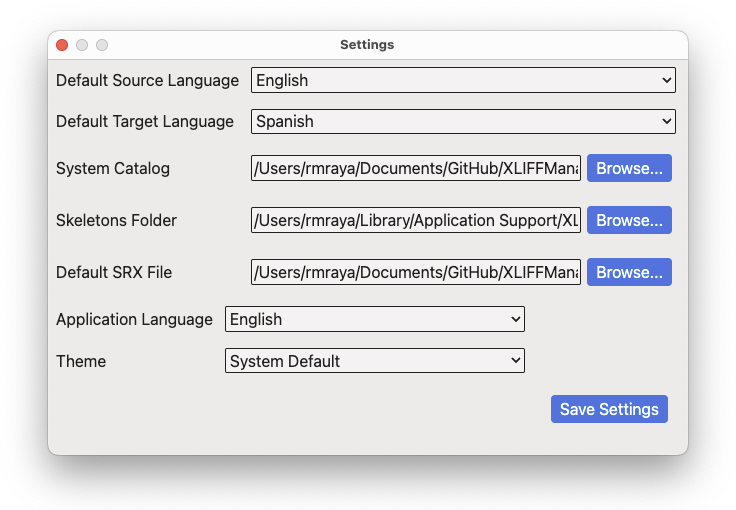 Settings
Default Source Language English
Default Target Language Spanish
System Catalog /Users/rmraya/Documents/GitHub/XLIFFMana Browse...
Skeletons Folder /Users/rmraya/Library/Application Support/XL Browse...
Default SRX File /Users/rmraya/Documents/GitHub/XLIFFMana Browse...
Application Language English
Theme System Default
Save Settings